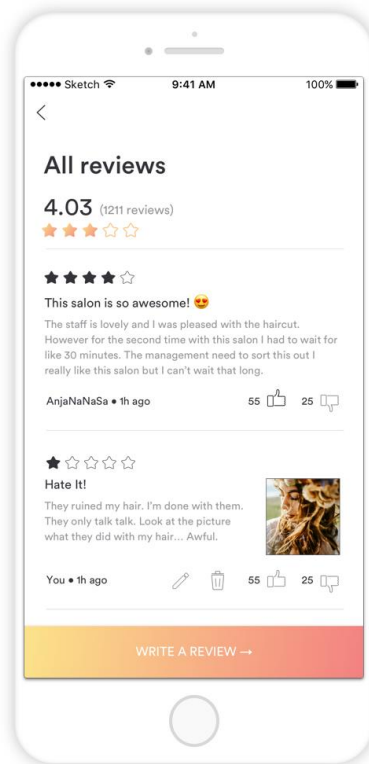 Sketch 9:41 AM 100%
All reviews
4.03 (1211 reviews)
This salon is so awesome! 😍
The staff is lovely and I was pleased with the haircut.
However for the second time with this salon I had to wait for
like 30 minutes. The management need to sort this out I
really like this salon but I can't wait that long.
AnjaNaNaSa • 1h ago 55 25
Hate It!
They ruined my hair. I'm done with them.
They only talk talk. Look at the picture
what they did with my hair... Awful.
You • 1h ago 55 25
WRITE A REVIEW →